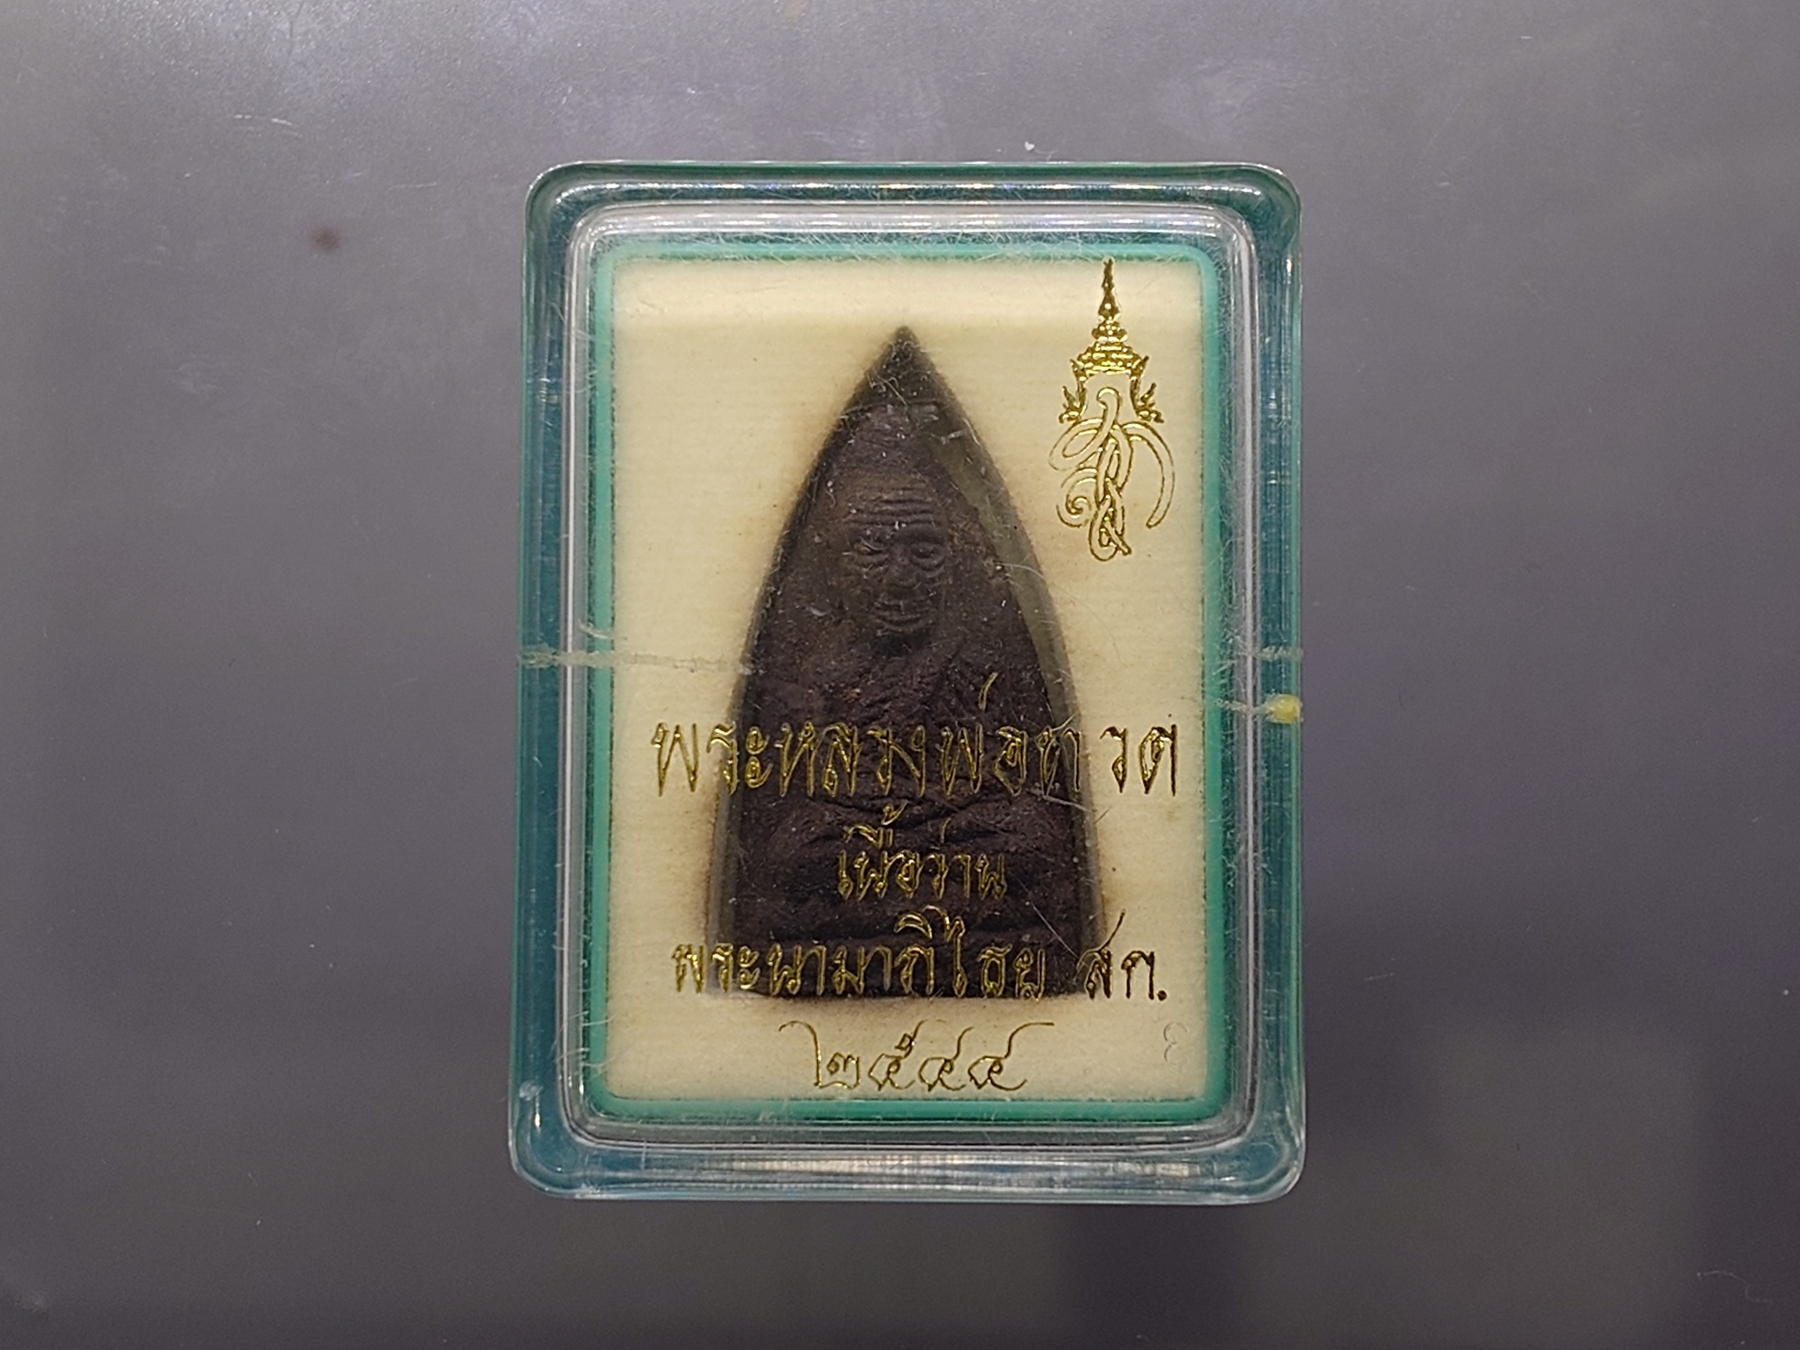 พระหลวงพ่อทวด
เนื้อว่าน
พระนามาภิไธย สก.
๒๕๔๔